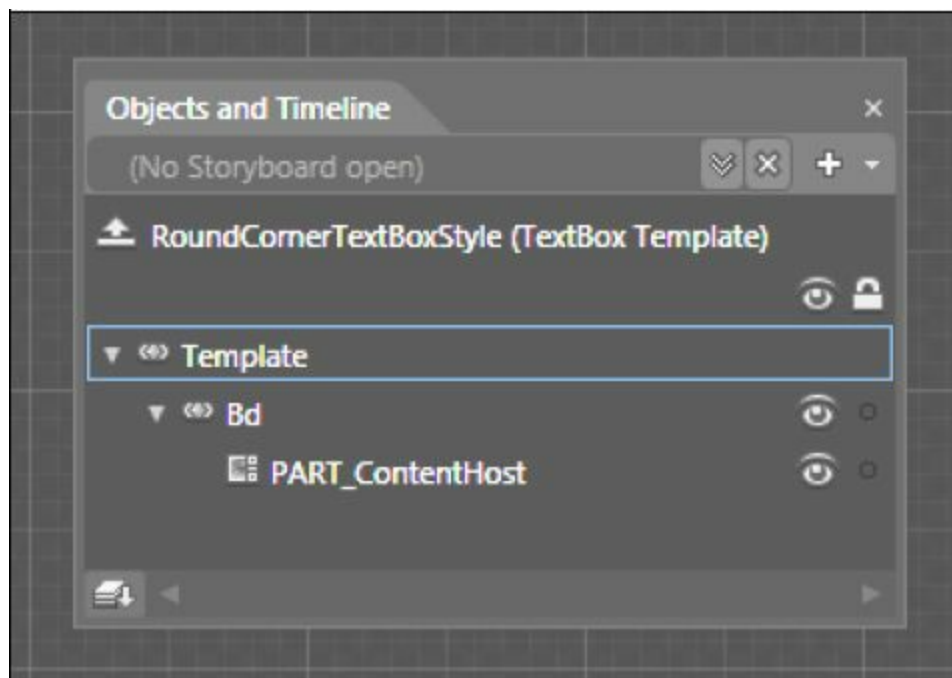 Objects and Timeline
(No Storyboard open)
RoundCornerTextBoxStyle (TextBox Template)
Template
Bd
PART_ContentHost